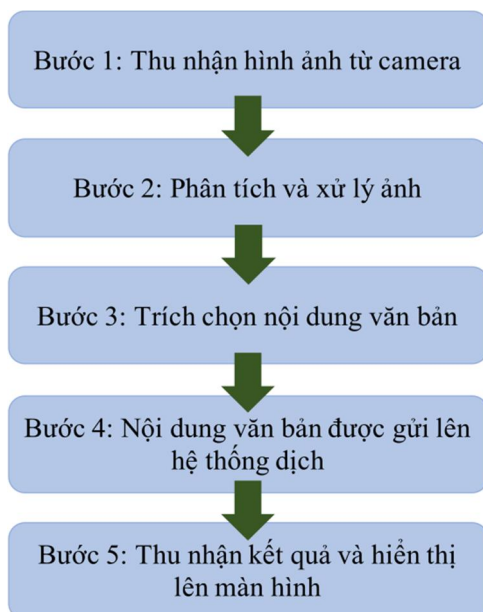 Bước 1: Thu nhận hình ảnh từ camera
Bước 2: Phân tích và xử lý ảnh
Bước 3: Trích chọn nội dung văn bản
Bước 4: Nội dung văn bản được gửi lên
hệ thống dịch
Bước 5: Thu nhận kết quả và hiển thị
lên màn hình